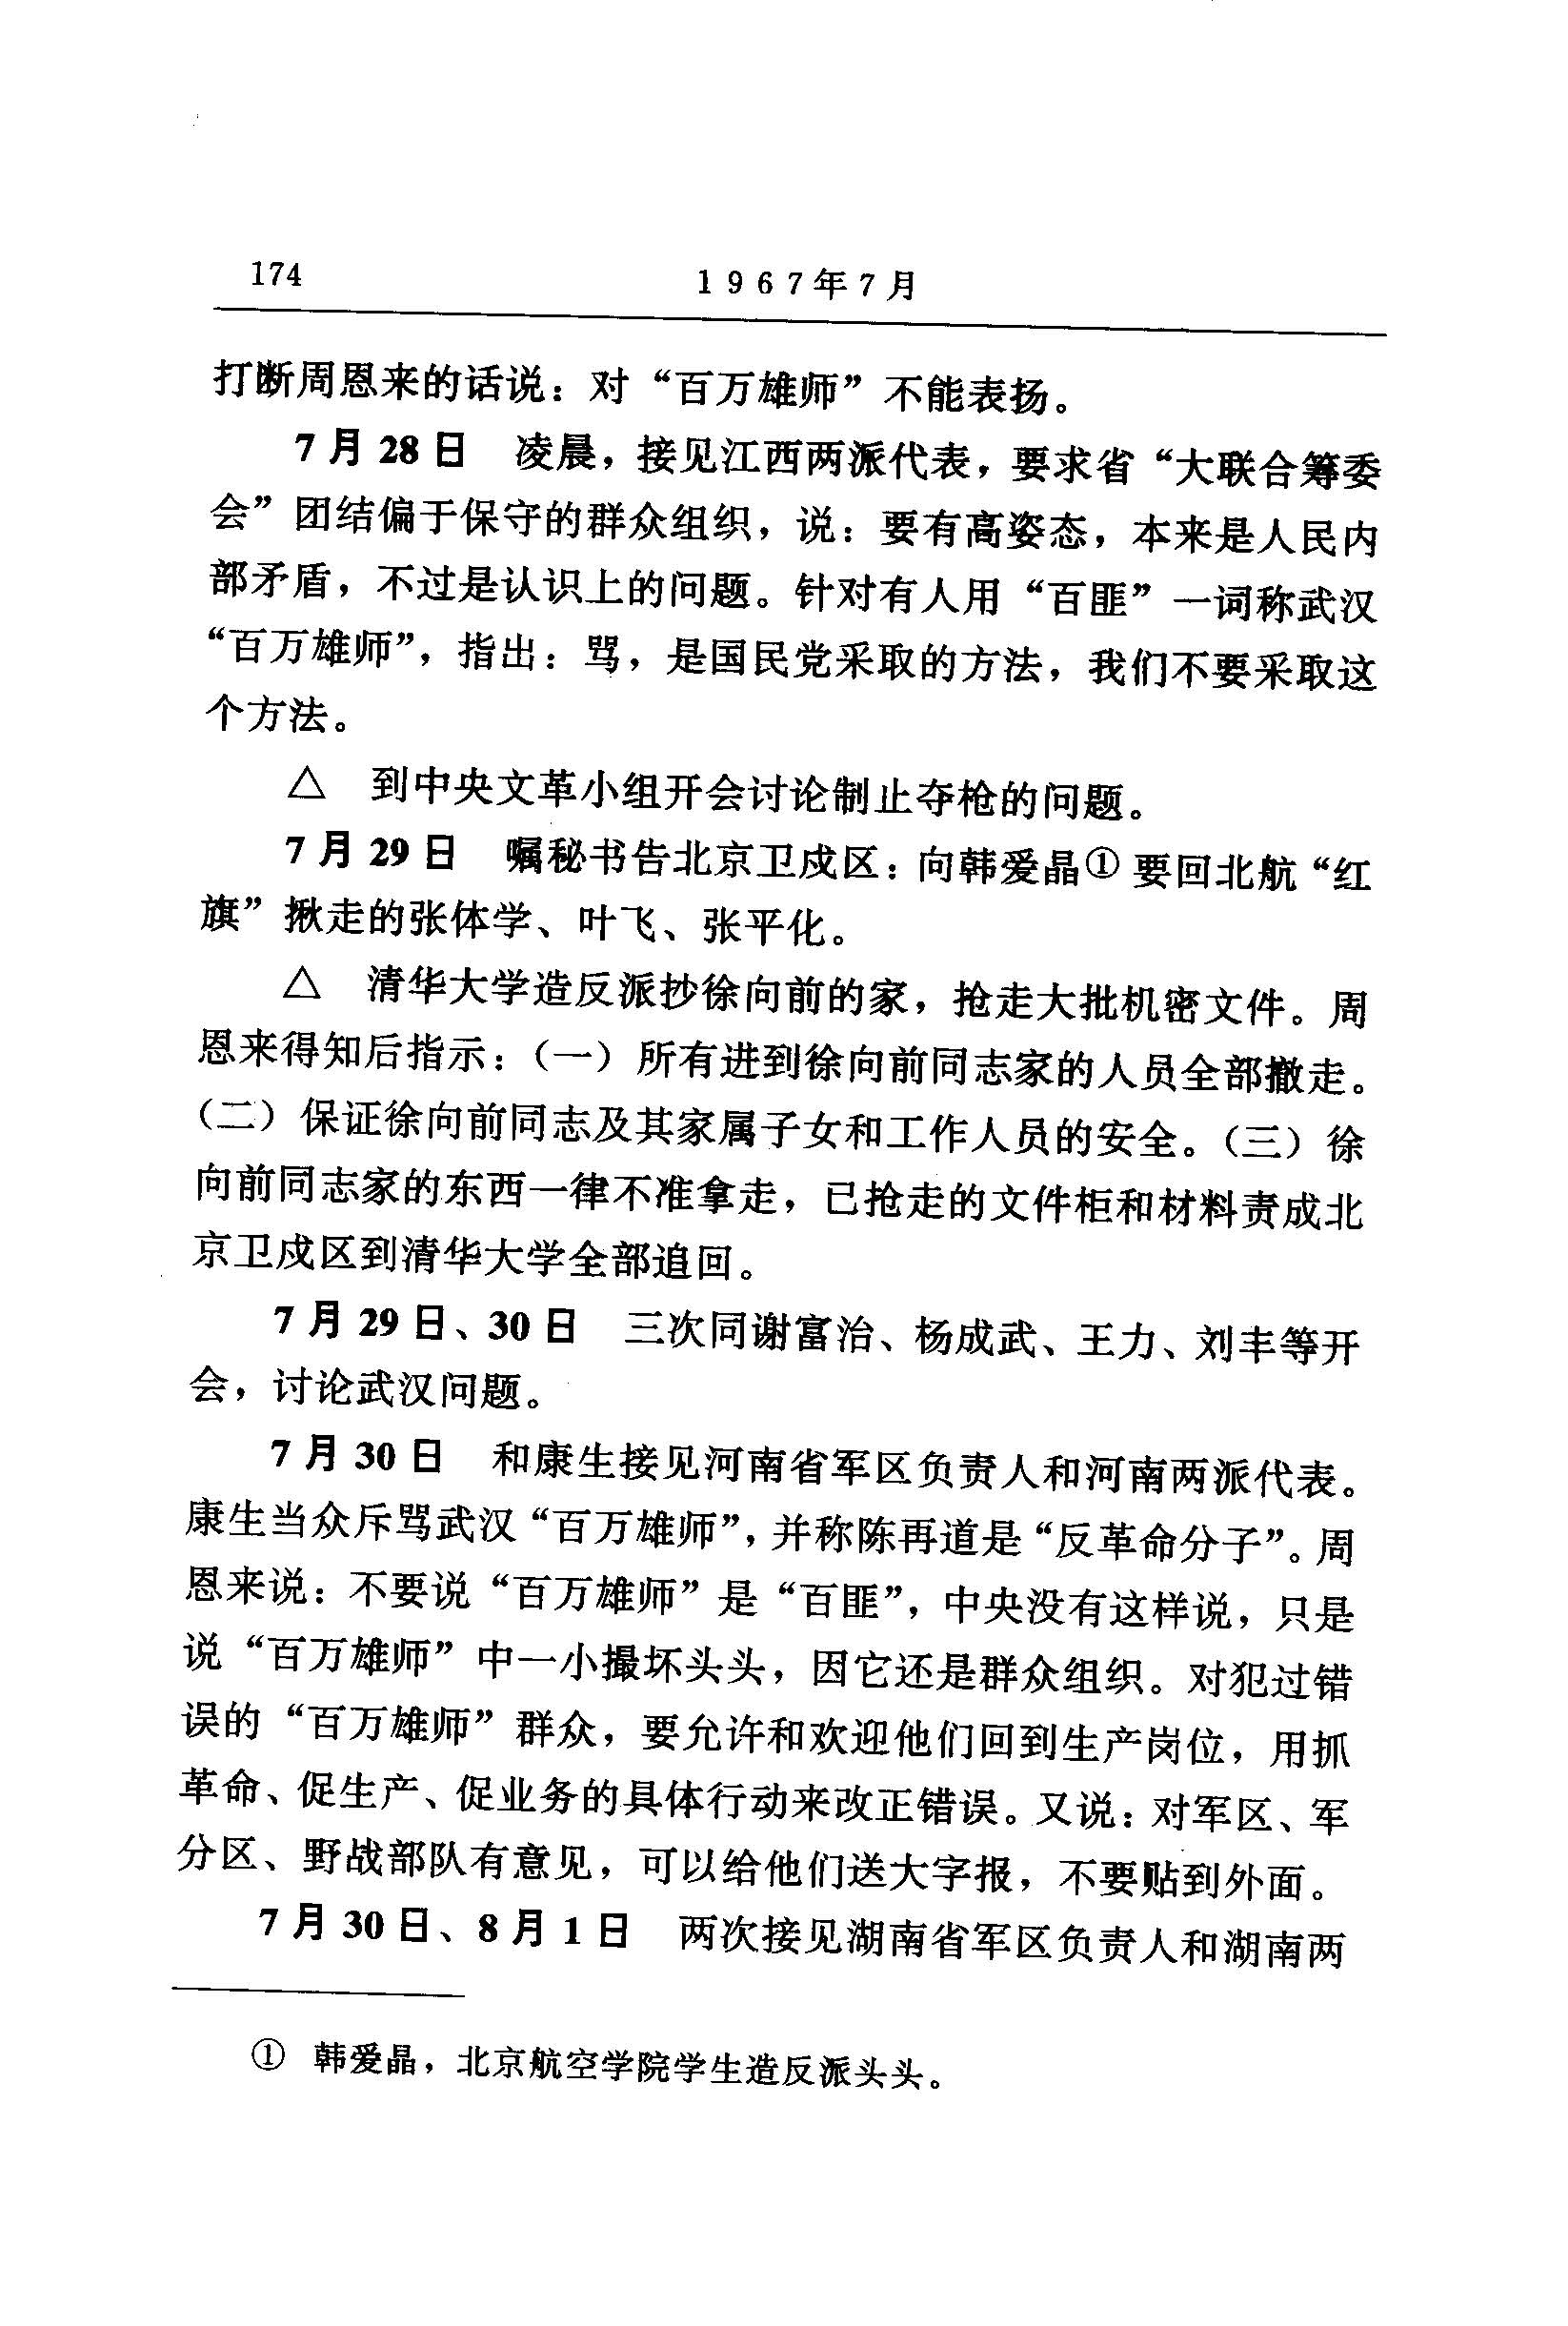 174
1967年7月
打断周恩来的话说：对“百万雄师”不能表扬。
7月28日 凌晨，接见江西两派代表，要求省“大联合筹委
会”团结偏于保守的群众组织，说：要有高姿态，本来是人民内
部矛盾，不过是认识上的问题。针对有人用“百匪”一词称武汉
“百万雄师”，指出：骂，是国民党采取的方法，我们不要采取这
个方法。
△ 到中央文革小组开会讨论制止夺枪的问题。
7月29日 嘱秘书告北京卫戍区：向韩爱晶①要回北航“红
旗”揪走的张体学、叶飞、张平化。
△ 清华大学造反派抄徐向前的家，抢走大批机密文件。周
恩来得知后指示：（一）所有进到徐向前同志家的人员全部撤走。
（二）保证徐向前同志及其家属子女和工作人员的安全。（三）徐
向前同志家的东西一律不准拿走，已抢走的文件柜和材料责成北
京卫戍区到清华大学全部追回。
7月29日、30日 三次同谢富治、杨成武、王力、刘丰等开
会，讨论武汉问题。
7月30日 和康生接见河南省军区负责人和河南两派代表。
康生当众斥骂武汉“百万雄师”，并称陈再道是“反革命分子”。周
恩来说：不要说“百万雄师”是“百匪”，中央没有这样说，只是
说“百万雄师”中一小撮坏头头，因它还是群众组织。对犯过错
误的“百万雄师”群众，要允许和欢迎他们回到生产岗位，用抓
革命、促生产、促业务的具体行动来改正错误。又说：对军区、军
分区、野战部队有意见，可以给他们送大字报，不要贴到外面。
7月30日、8月1日 两次接见湖南省军区负责人和湖南两
① 韩爱晶，北京航空学院学生造反派头头。